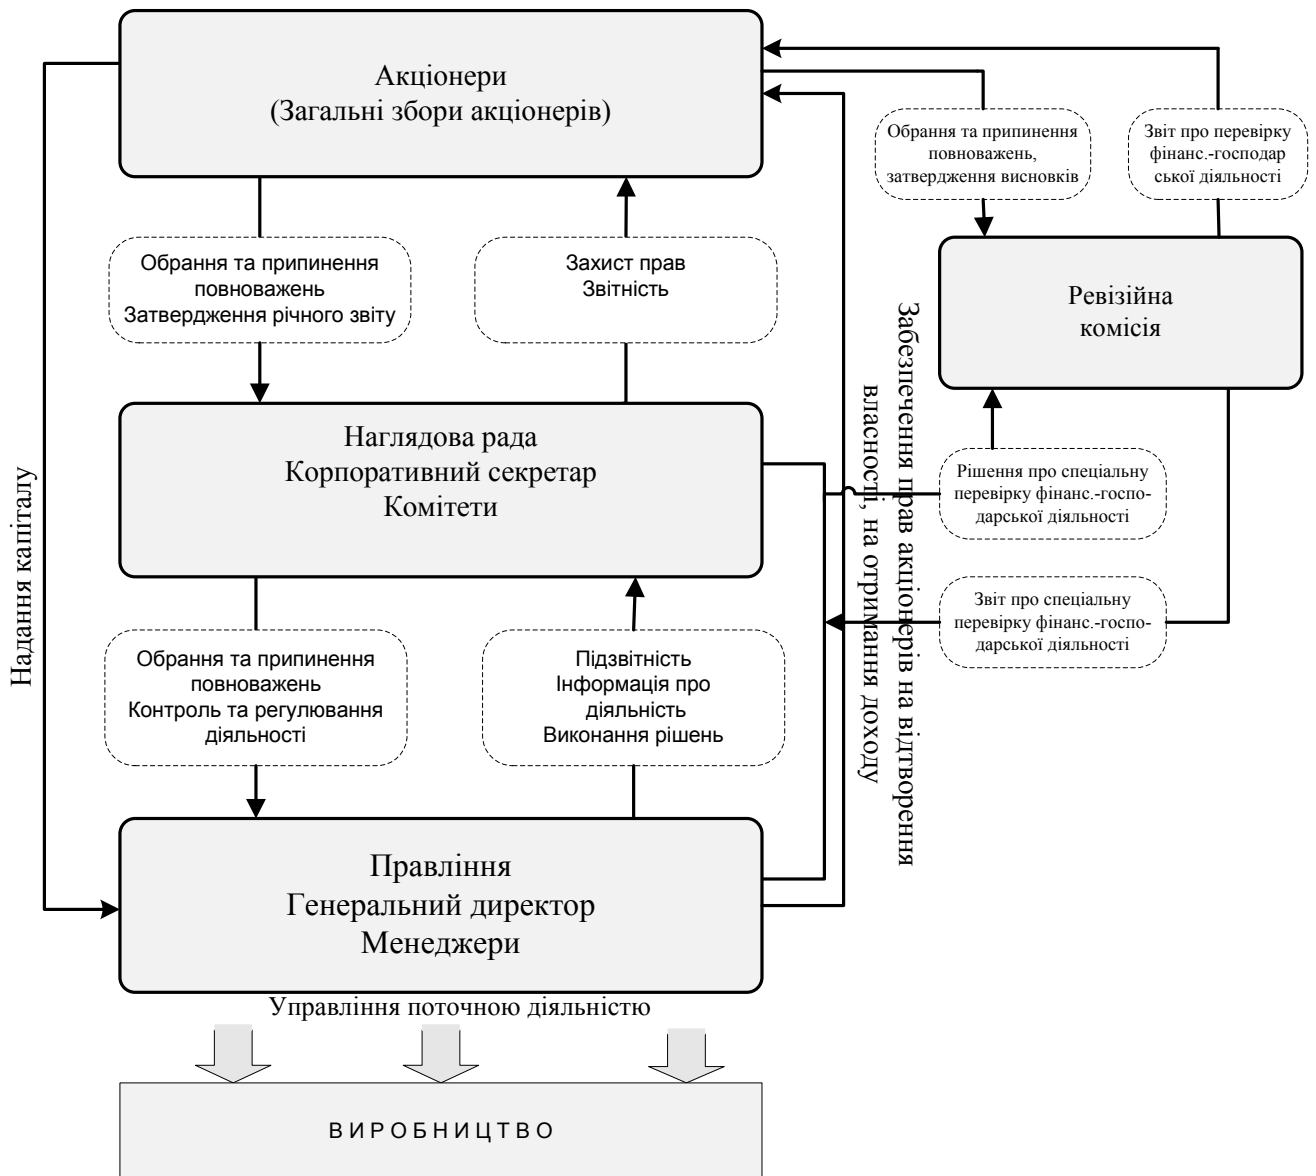 Акціонери
(Загальні збори акціонерів)
Обрання та припинення
повноважень,
затвердження висновків
Звіт про перевірку
фінанс.-господар
ської діяльності
Обрання та припинення
повноважень
Затвердження річного звіту
Захист прав
Звітність
Ревізійна
комісія
Наглядова рада
Корпоративний секретар
Комітети
Надання капіталу
Забезпечення прав акціонерів на відтворення
власності, на отримання доходу
Рішення про спеціальну
перевірку фінанс.-госпо-
дарської діяльності
Звіт про спеціальну
перевірку фінанс.-госпо-
дарської діяльності
Обрання та припинення
повноважень
Контроль та регулювання
діяльності
Підзвітність
Інформація про
діяльність
Виконання рішень
Правління
Генеральний директор
Менеджери
Управління поточною діяльністю
В И Р О Б Н И Ц Т В О